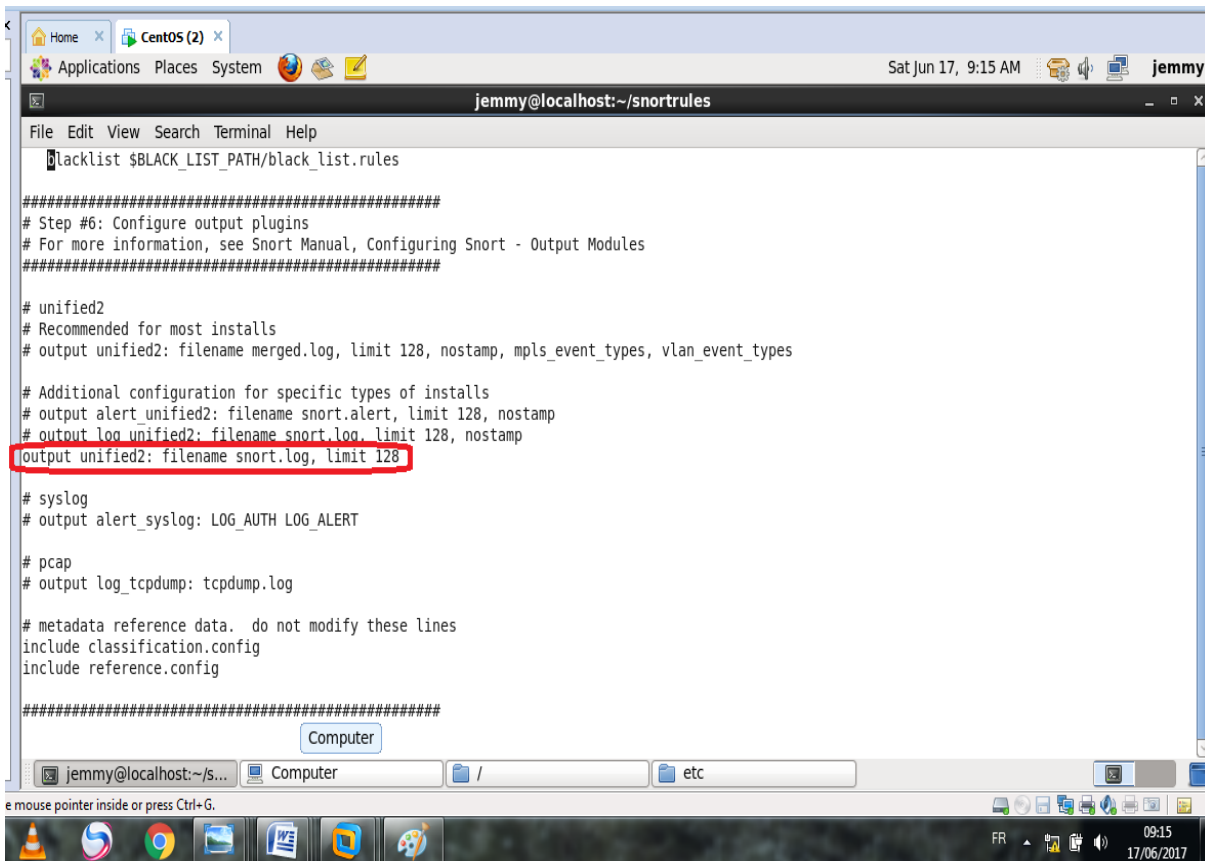 Home × CentOS (2) ×
Applications Places System Sat Jun 17, 9:15 AM jemmy
jemmy@localhost:~/snortrules
File Edit View Search Terminal Help
blacklist $BLACK_LIST_PATH/black_list.rules
###################################################
# Step #6: Configure output plugins
# For more information, see Snort Manual, Configuring Snort - Output Modules
###################################################
# unified2
# Recommended for most installs
# output unified2: filename merged.log, limit 128, nostamp, mpls_event_types, vlan_event_types
# Additional configuration for specific types of installs
# output alert_unified2: filename snort.alert, limit 128, nostamp
# output log_unified2: filename snort.log, limit 128, nostamp
output unified2: filename snort.log, limit 128
# syslog
# output alert_syslog: LOG_AUTH LOG_ALERT
# pcap
# output log_tcpdump: tcpdump.log
# metadata reference data.  do not modify these lines
include classification.config
include reference.config
###################################################
Computer
jemmy@localhost:~/s... Computer / etc
e mouse pointer inside or press Ctrl+G.
FR 09:15
17/06/2017